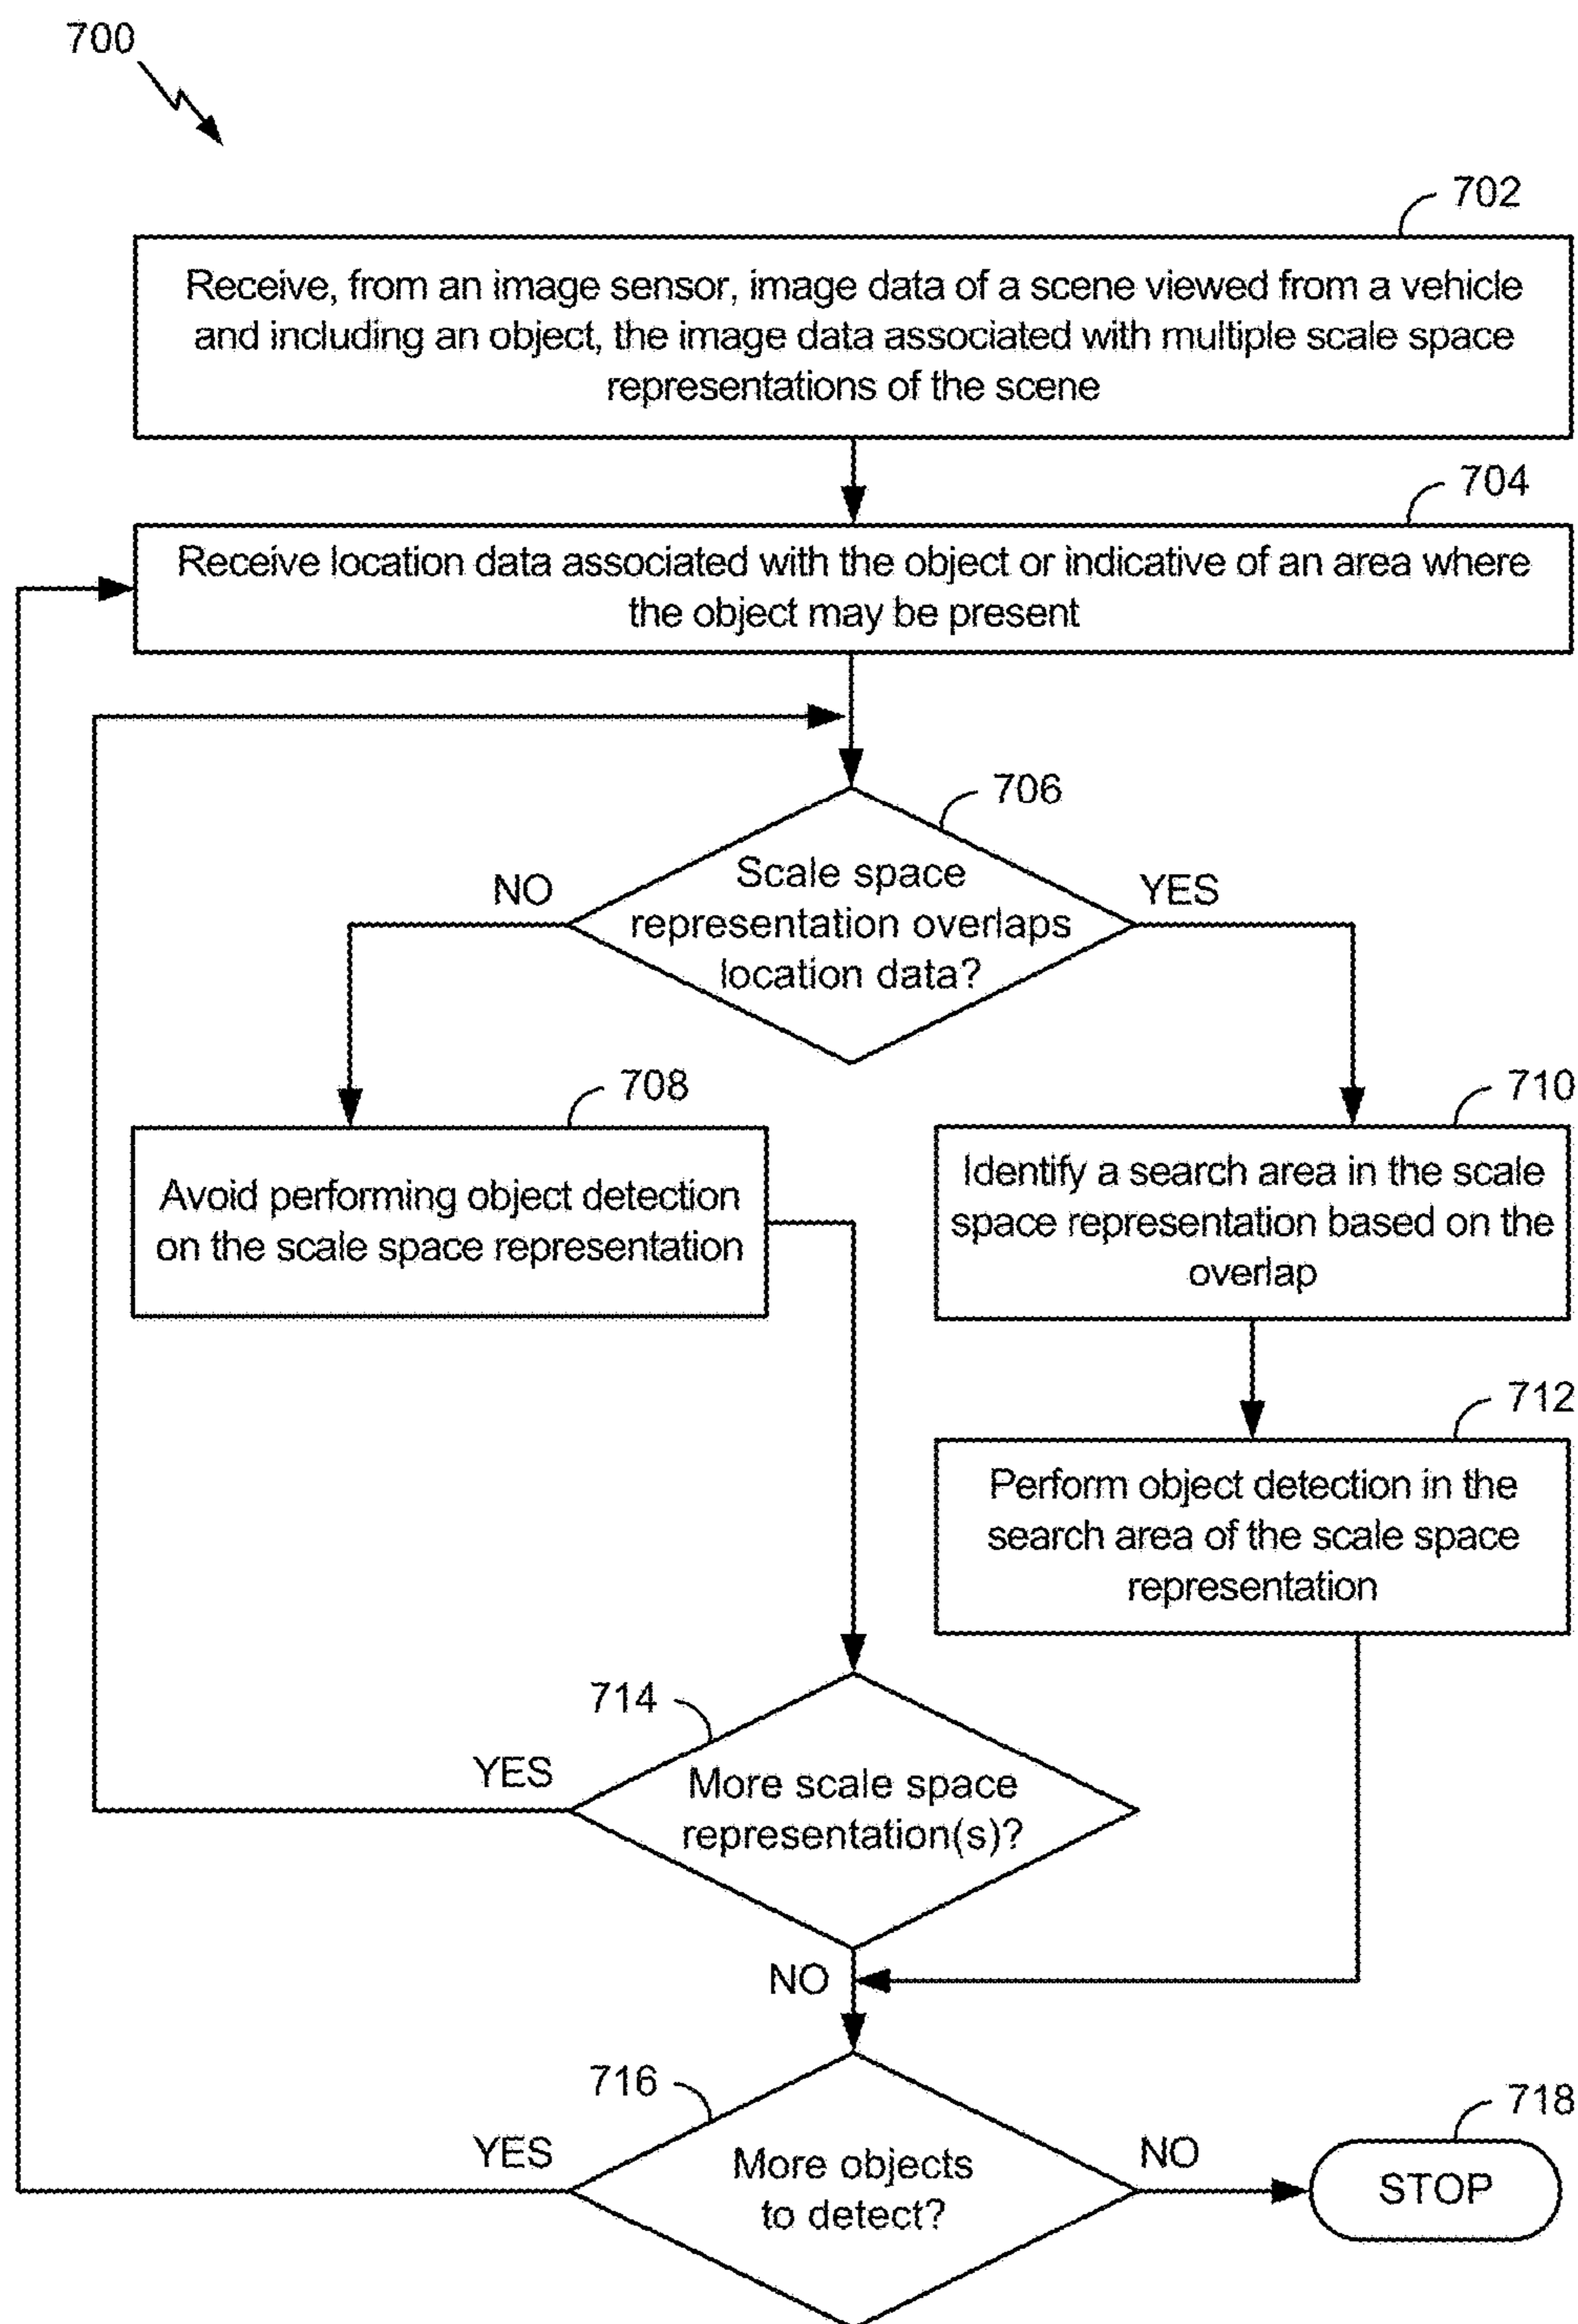 700
702
Receive, from an image sensor, image data of a scene viewed from a vehicle
and including an object, the image data associated with multiple scale space
representations of the scene
704
Receive location data associated with the object or indicative of an area where
the object may be present
706
Scale space
representation overlaps
location data?
NO
YES
708
Avoid performing object detection
on the scale space representation
710
Identify a search area in the scale
space representation based on the
overlap
712
Perform object detection in the
search area of the scale space
representation
714
More scale space
representation(s)?
YES
NO
716
More objects
to detect?
YES
NO
718
STOP